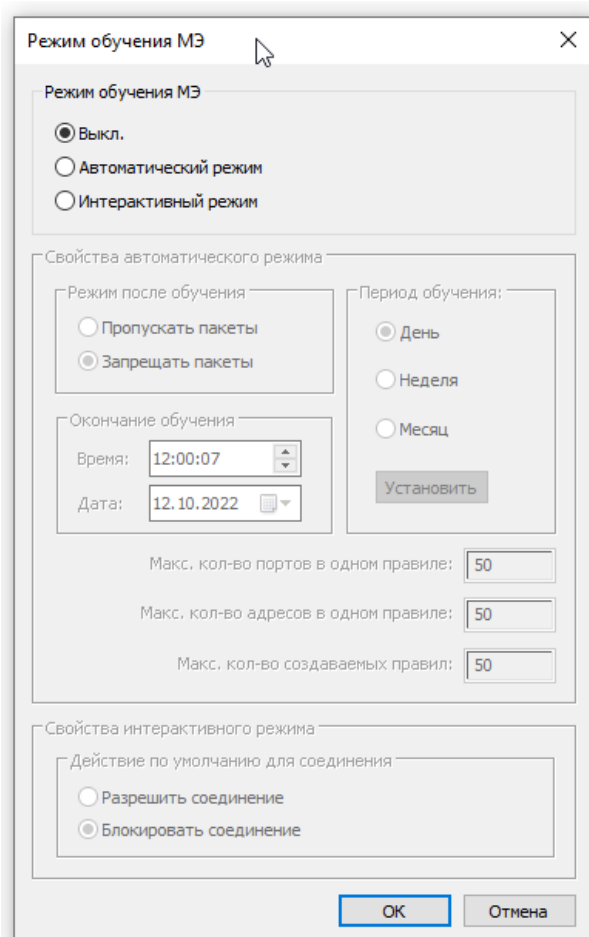 Режим обучения МЭ
Режим обучения МЭ
Выкл.
Автоматический режим
Интерактивный режим
Свойства автоматического режима
Режим после обучения
Пропускать пакеты
Запрещать пакеты
Период обучения:
День
Неделя
Месяц
Установить
Окончание обучения
Время: 12:00:07
Дата: 12.10.2022
Макс. кол-во портов в одном правиле: 50
Макс. кол-во адресов в одном правиле: 50
Макс. кол-во создаваемых правил: 50
Свойства интерактивного режима
Действие по умолчанию для соединения
Разрешить соединение
Блокировать соединение
ОК Отмена